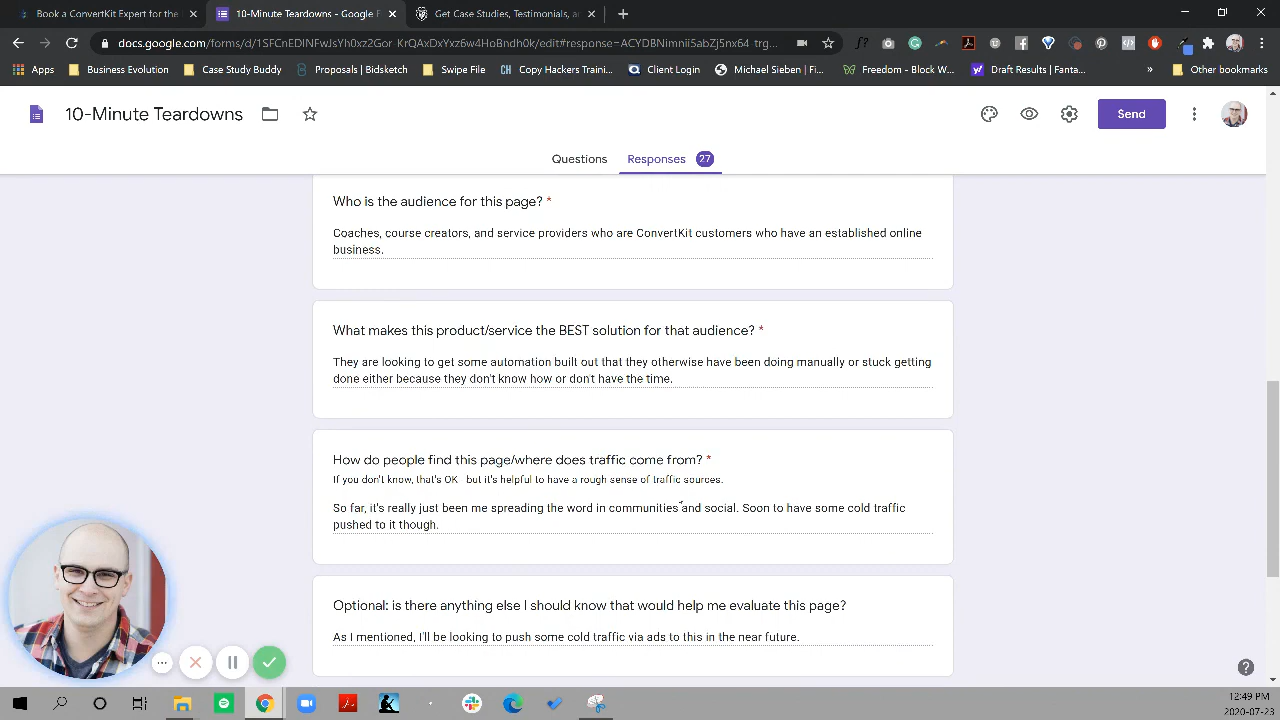 Book a ConvertKit Expert for the
10-Minute Teardowns - Google F
Get Case Studies, Testimonials, a
Apps
Business Evolution
Case Study Buddy
Proposals | Bidsketch
Swipe File
Copy Hackers Traini...
Client Login
Michael Sieben | Fi...
Freedom - Block W...
Draft Results | Fanta...
»
Other bookmarks
10-Minute Teardowns
Send
Questions
Responses 27
Who is the audience for this page? *
Coaches, course creators, and service providers who are ConvertKit customers who have an established online
business.
What makes this product/service the BEST solution for that audience? *
They are looking to get some automation built out that they otherwise have been doing manually or stuck getting
done either because they don't know how or don't have the time.
How do people find this page/where does traffic come from? *
If you don't know, that's OK but it's helpful to have a rough sense of traffic sources.
So far, it's really just been me spreading the word in communities and social. Soon to have some cold traffic
pushed to it though.
Optional: is there anything else I should know that would help me evaluate this page?
As I mentioned, I'll be looking to push some cold traffic via ads to this in the near future.
12:49 PM
2020-07-23